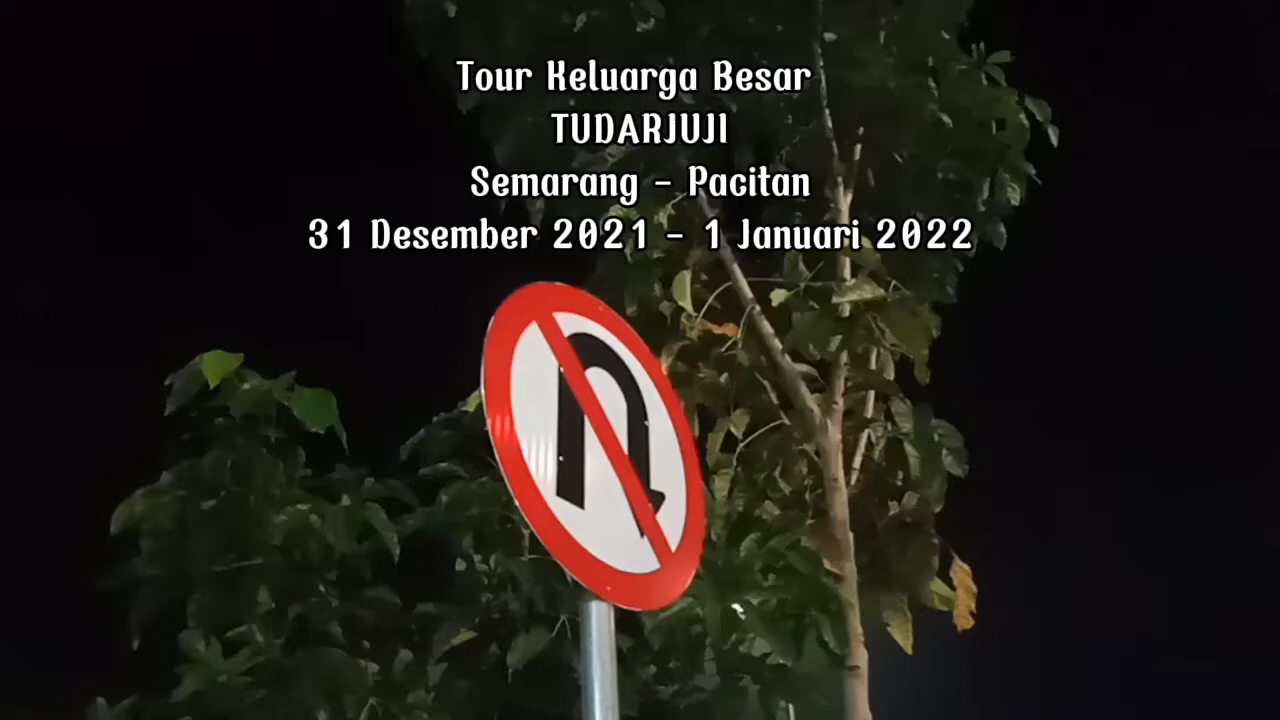 Tour Keluarga Besar
TUDARJUJI
Semarang - Pacitan
31 Desember 2021 - 1 Januari 2022